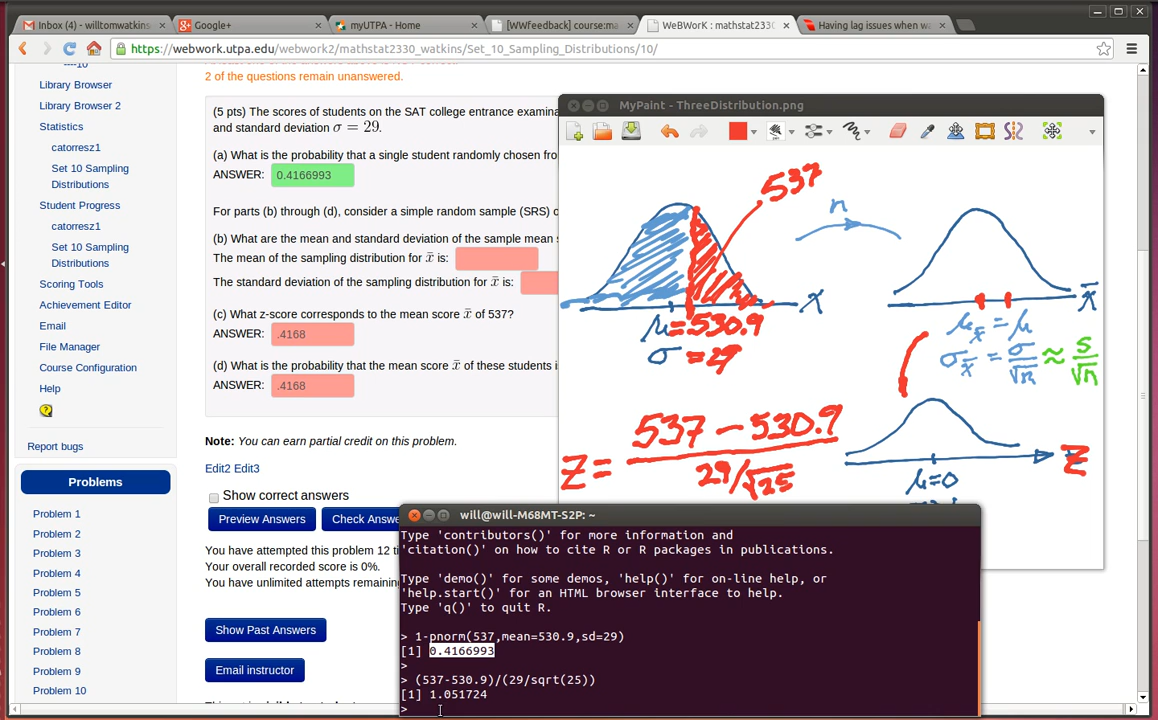 Inbox (4) - willtomwatkins
Google+
myUTPA - Home
[WWfeedback] course:ma
WeBWorK : mathstat233
Having lag issues when w
https://webwork.utpa.edu/webwork2/mathstat2330_watkins/Set_10_Sampling_Distributions/10/
Library Browser
Library Browser 2
Statistics
catorresz1
Set 10 Sampling
Distributions
Student Progress
catorresz1
Set 10 Sampling
Distributions
Scoring Tools
Achievement Editor
Email
File Manager
Course Configuration
Help
Report bugs
Problems
Problem 1
Problem 2
Problem 3
Problem 4
Problem 5
Problem 6
Problem 7
Problem 8
Problem 9
Problem 10
2 of the questions remain unanswered.
(5 pts) The scores of students on the SAT college entrance examina
and standard deviation σ = 29.
(a) What is the probability that a single student randomly chosen fro
ANSWER: 0.4166993
For parts (b) through (d), consider a simple random sample (SRS) o
(b) What are the mean and standard deviation of the sample mean s
The mean of the sampling distribution for x̄ is:
The standard deviation of the sampling distribution for x̄ is:
(c) What z-score corresponds to the mean score x̄ of 537?
ANSWER: .4168
(d) What is the probability that the mean score x̄ of these students i
ANSWER: .4168
Note: You can earn partial credit on this problem.
Edit2 Edit3
Show correct answers
Preview Answers
Check Answe
You have attempted this problem 12 ti
Your overall recorded score is 0%.
You have unlimited attempts remainin
Show Past Answers
Email instructor
MyPaint - ThreeDistribution.png
537
n
x
x̄
μ = 530.9
σ = 29
μx̄ = μ
σx̄ = σ/√n ≈ s/√n
Z = 537 - 530.9
29/√25
μ=0
Z
will@will-M68MT-S2P: ~
Type 'contributors()' for more information and
'citation()' on how to cite R or R packages in publications.
Type 'demo()' for some demos, 'help()' for on-line help, or
'help.start()' for an HTML browser interface to help.
Type 'q()' to quit R.
> 1-pnorm(537,mean=530.9,sd=29)
[1] 0.4166993
>
> (537-530.9)/(29/sqrt(25))
[1] 1.051724
>